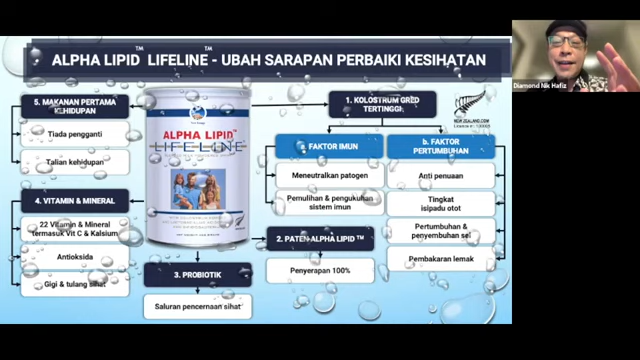 ALPHA LIPID™ LIFELINE™ - UBAH SARAPAN PERBAIKI KESIHATAN
5. MAKANAN PERTAMA
KEHIDUPAN
Tiada pengganti
Talian kehidupan
4. VITAMIN & MINERAL
22 Vitamin & Mineral
termasuk Vit C & Kalsium
Antioksida
Gigi & tulang sihat
ALPHA LIPID™
LIFELINE
3. PROBIOTIK
Saluran pencernaan sihat
1. KOLOSTRUM GRED
TERTINGGI
NEWZEALAND.COM
a. FAKTOR IMUN
Meneutralkan patogen
Pemulihan & pengukuhan
sistem imun
2. PATEN ALPHA LIPID™
Penyerapan 100%
b. FAKTOR
PERTUMBUHAN
Anti penuaan
Tingkat
isipadu otot
Pertumbuhan &
penyembuhan sel
Pembakaran lemak
Diamond Nik Hafiz